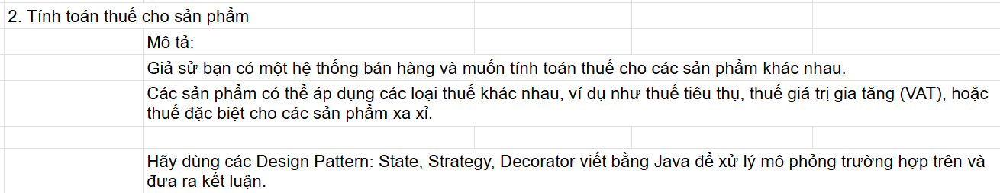 2. Tính toán thuế cho sản phẩm
Mô tả:
Giả sử bạn có một hệ thống bán hàng và muốn tính toán thuế cho các sản phẩm khác nhau.
Các sản phẩm có thể áp dụng các loại thuế khác nhau, ví dụ như thuế tiêu thụ, thuế giá trị gia tăng (VAT), hoặc
thuế đặc biệt cho các sản phẩm xa xỉ.
Hãy dùng các Design Pattern: State, Strategy, Decorator viết bằng Java để xử lý mô phỏng trường hợp trên và
đưa ra kết luận.